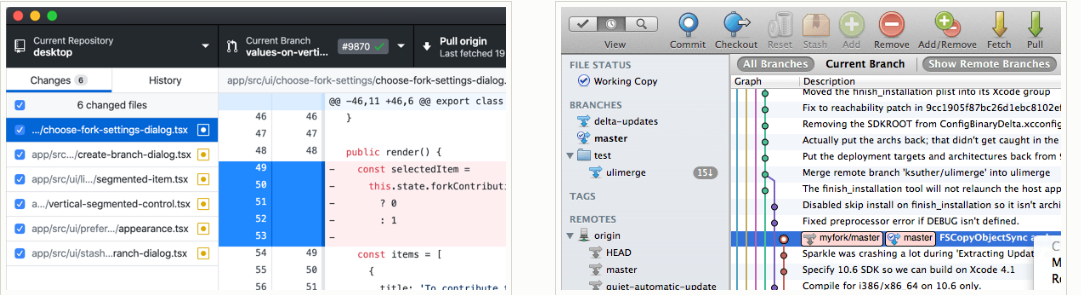 Current Repository
desktop
Current Branch
values-on-verti...
#9870
Pull origin
Last fetched 19
Changes 6
History
app/src/ui/choose-fork-settings/choose-fork-settings-dialog.
6 changed files
.../choose-fork-settings-dialog.tsx
app/src.../create-branch-dialog.tsx
app/src/ui/li.../segmented-item.tsx
a.../vertical-segmented-control.tsx
app/src/ui/prefer.../appearance.tsx
app/src/ui/stash...ranch-dialog.tsx
@@ -46,11 +46,6 @@ export class
46 46 }
47 47
48 48 public render() {
49 - const selectedItem =
50 - this.state.forkContributi
51 - ? 0
52 - : 1
53 -
54 49 const items = [
55 50 {
56 51 title: 'To contribute
View
Commit
Checkout
Reset
Stash
Add
Remove
Add/Remove
Fetch
Pull
FILE STATUS
Working Copy
BRANCHES
delta-updates
master
test
ulimerge 15↓
TAGS
REMOTES
origin
HEAD
master
quiet-automatic-update
All Branches
Current Branch
Show Remote Branches
Graph
Description
Moved the finish_installation plist into its Xcode group
Fix to reachability patch in 9cc1905f87bc26d1ebc8102ef
Removing the SDKROOT from ConfigBinaryDelta.xcconfig
Actually put the archs back; that didn't get caught in the
Put the deployment targets and architectures back from
Merge remote branch 'ksuther/ulimerge' into ulimerge
The finish_installation tool will not relaunch the host app
Disabled skip install on finish_installation so it isn't archi
Fixed preprocessor error if DEBUG isn't defined.
myfork/master master FSCopyObjectSync
Sparkle was crashing a lot during 'Extracting Updat
Specify 10.6 SDK so we can build on Xcode 4.1
Compile for i386/x86_64 on 10.6 only.